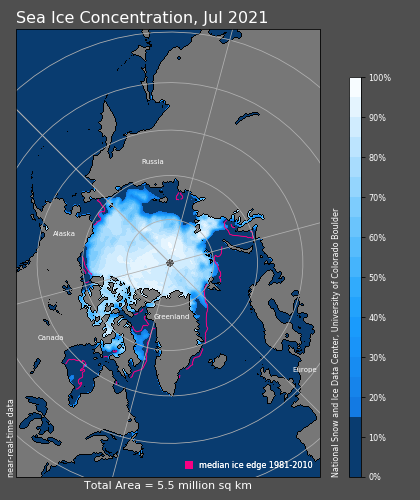 Sea Ice Concentration, Jul 2021
100%
90%
80%
70%
60%
50%
40%
30%
20%
10%
0%
Russia
Alaska
Greenland
Canada
Europe
median ice edge 1981-2010
near-real-time data
National Snow and Ice Data Center, University of Colorado Boulder
Total Area = 5.5 million sq km